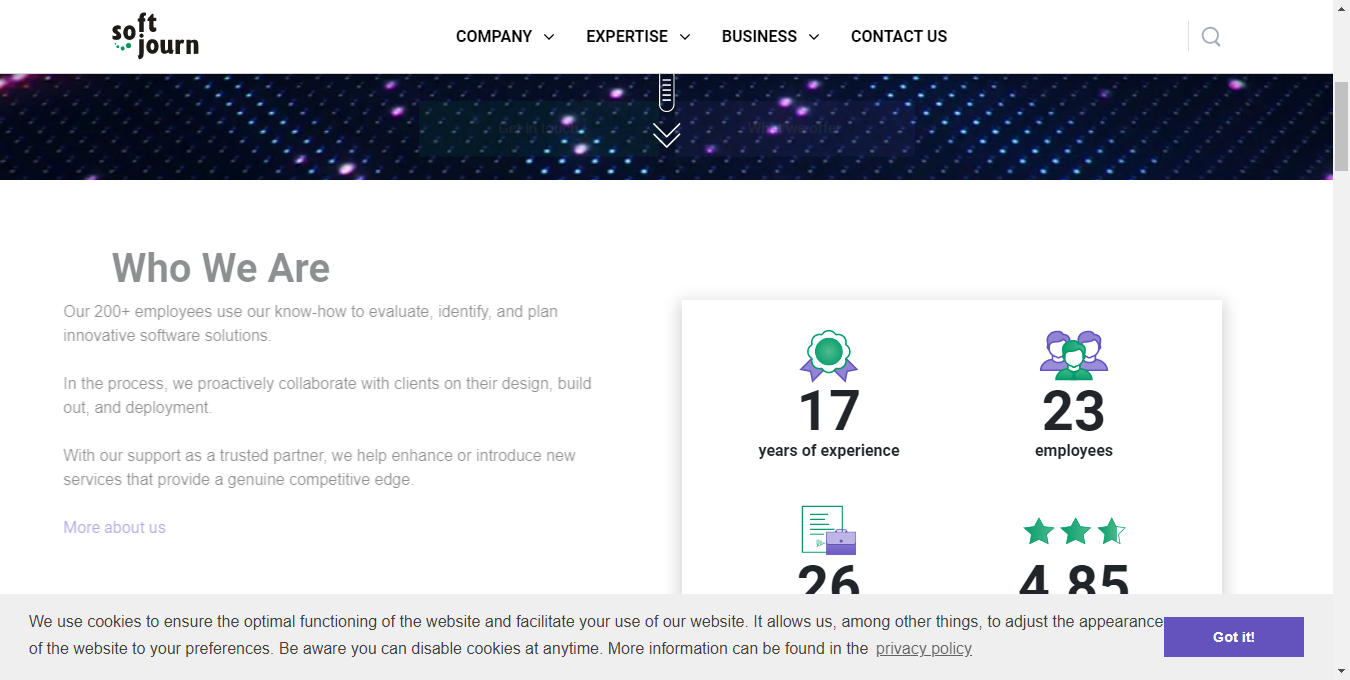 soft
journ
COMPANY
EXPERTISE
BUSINESS
CONTACT US
Get in touch
What we offer
Who We Are
Our 200+ employees use our know-how to evaluate, identify, and plan
innovative software solutions.
In the process, we proactively collaborate with clients on their design, build
out, and deployment.
With our support as a trusted partner, we help enhance or introduce new
services that provide a genuine competitive edge.
More about us
17
years of experience
23
employees
26
4.85
We use cookies to ensure the optimal functioning of the website and facilitate your use of our website. It allows us, among other things, to adjust the appearance
of the website to your preferences. Be aware you can disable cookies at anytime. More information can be found in the privacy policy
Got it!